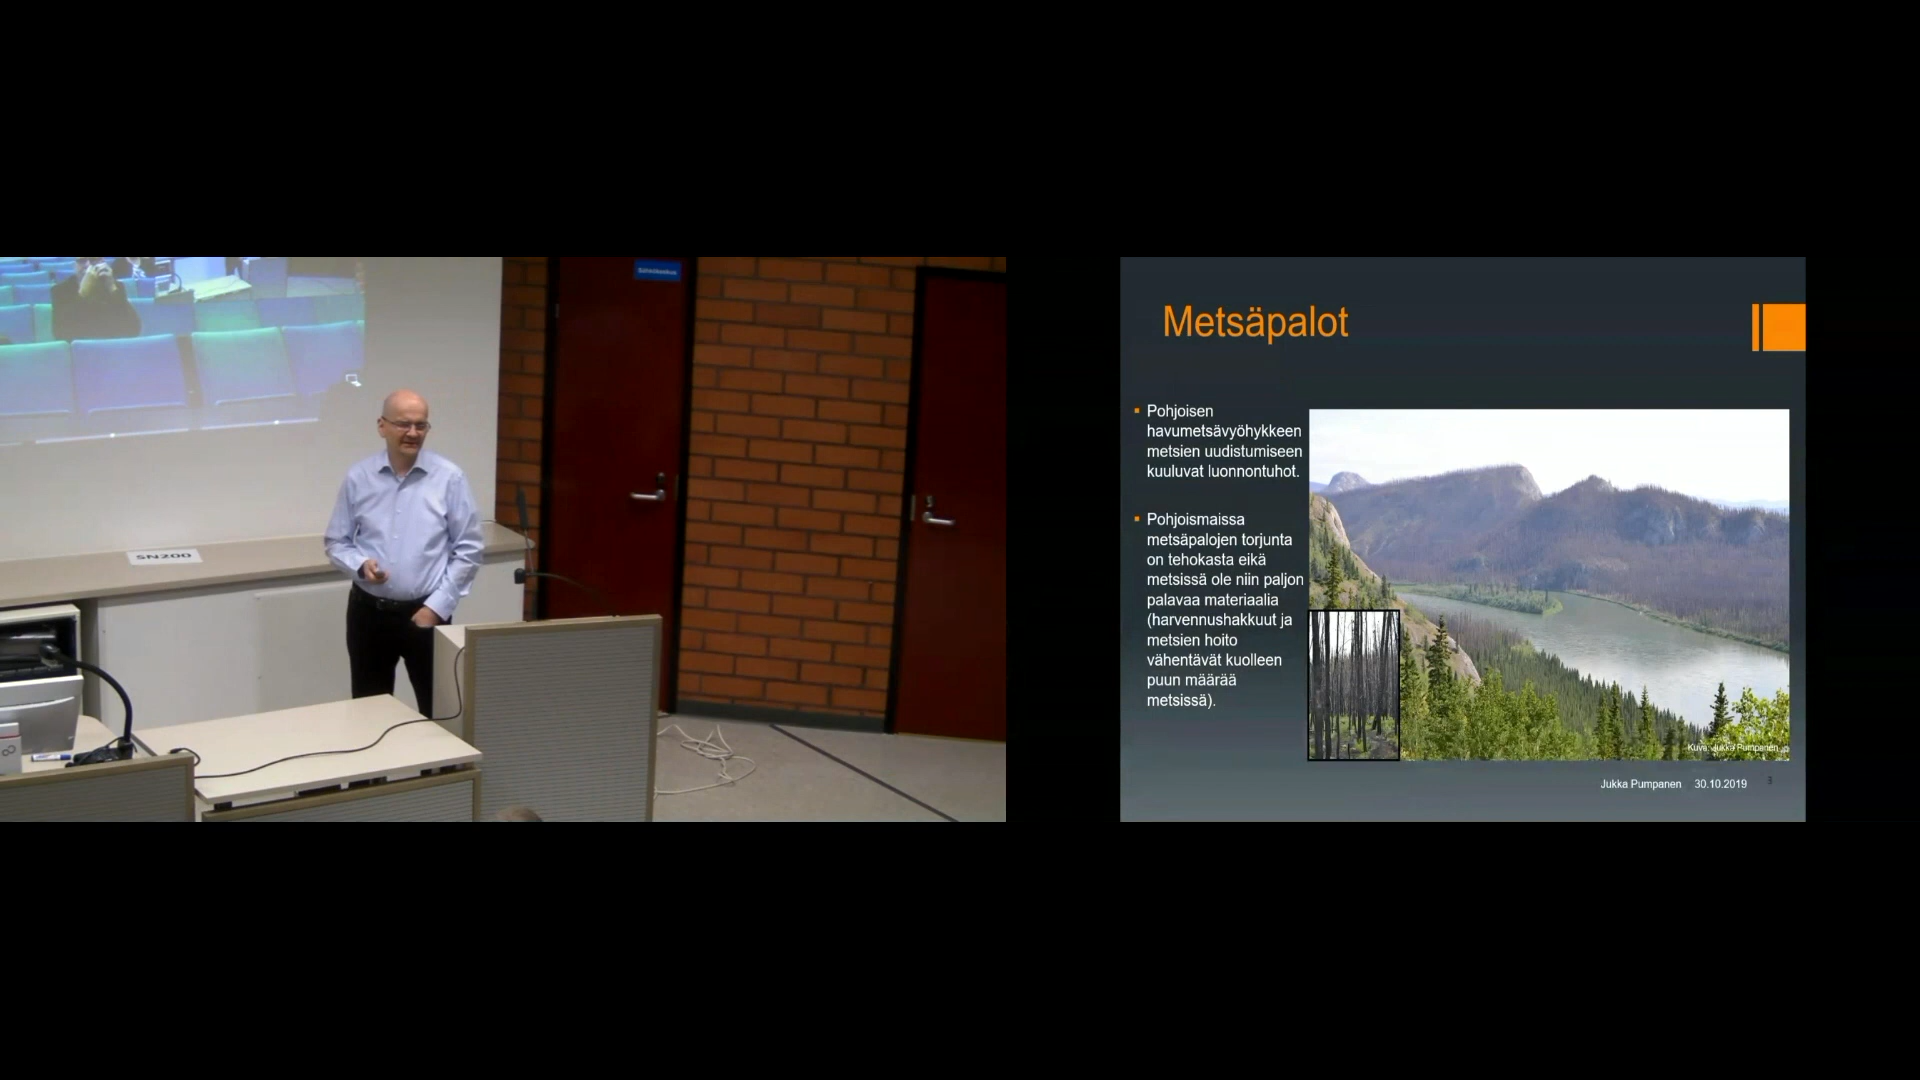 SN200
Metsäpalot
Pohjoisen
havumetsävyöhykkeen
metsien uudistumiseen
kuuluvat luonnontuhot.
Pohjoismaissa
metsäpalojen torjunta
on tehokasta eikä
metsissä ole niin paljon
palavaa materiaalia
(harvennushakkuut ja
metsien hoito
vähentävät kuolleen
puun määrää
metsissä).
Kuva: Jukka Pumpanen
Jukka Pumpanen 30.10.2019 3